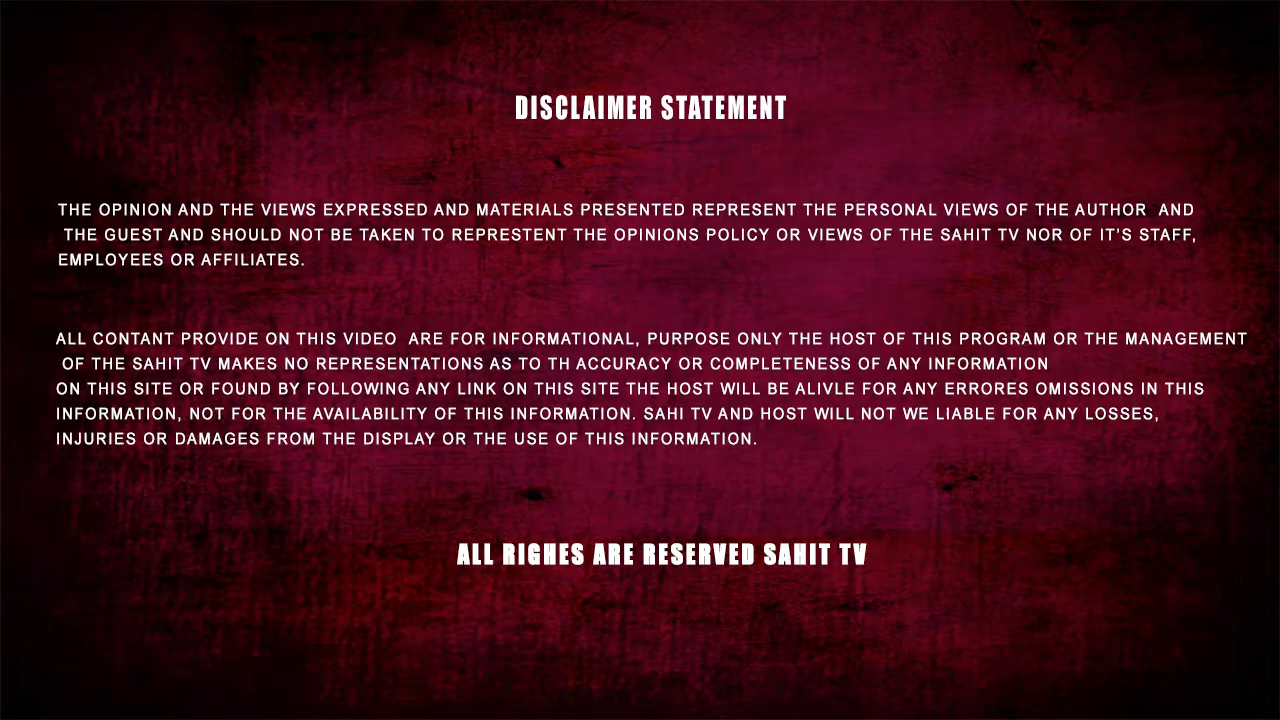 DISCLAIMER STATEMENT
THE OPINION AND THE VIEWS EXPRESSED AND MATERIALS PRESENTED REPRESENT THE PERSONAL VIEWS OF THE AUTHOR AND
THE GUEST AND SHOULD NOT BE TAKEN TO REPRESTENT THE OPINIONS POLICY OR VIEWS OF THE SAHIT TV NOR OF IT'S STAFF,
EMPLOYEES OR AFFILIATES.
ALL CONTANT PROVIDE ON THIS VIDEO ARE FOR INFORMATIONAL, PURPOSE ONLY THE HOST OF THIS PROGRAM OR THE MANAGEMENT
OF THE SAHIT TV MAKES NO REPRESENTATIONS AS TO TH ACCURACY OR COMPLETENESS OF ANY INFORMATION
ON THIS SITE OR FOUND BY FOLLOWING ANY LINK ON THIS SITE THE HOST WILL BE ALIVLE FOR ANY ERRORES OMISSIONS IN THIS
INFORMATION, NOT FOR THE AVAILABILITY OF THIS INFORMATION. SAHI TV AND HOST WILL NOT WE LIABLE FOR ANY LOSSES,
INJURIES OR DAMAGES FROM THE DISPLAY OR THE USE OF THIS INFORMATION.
ALL RIGHES ARE RESERVED SAHIT TV